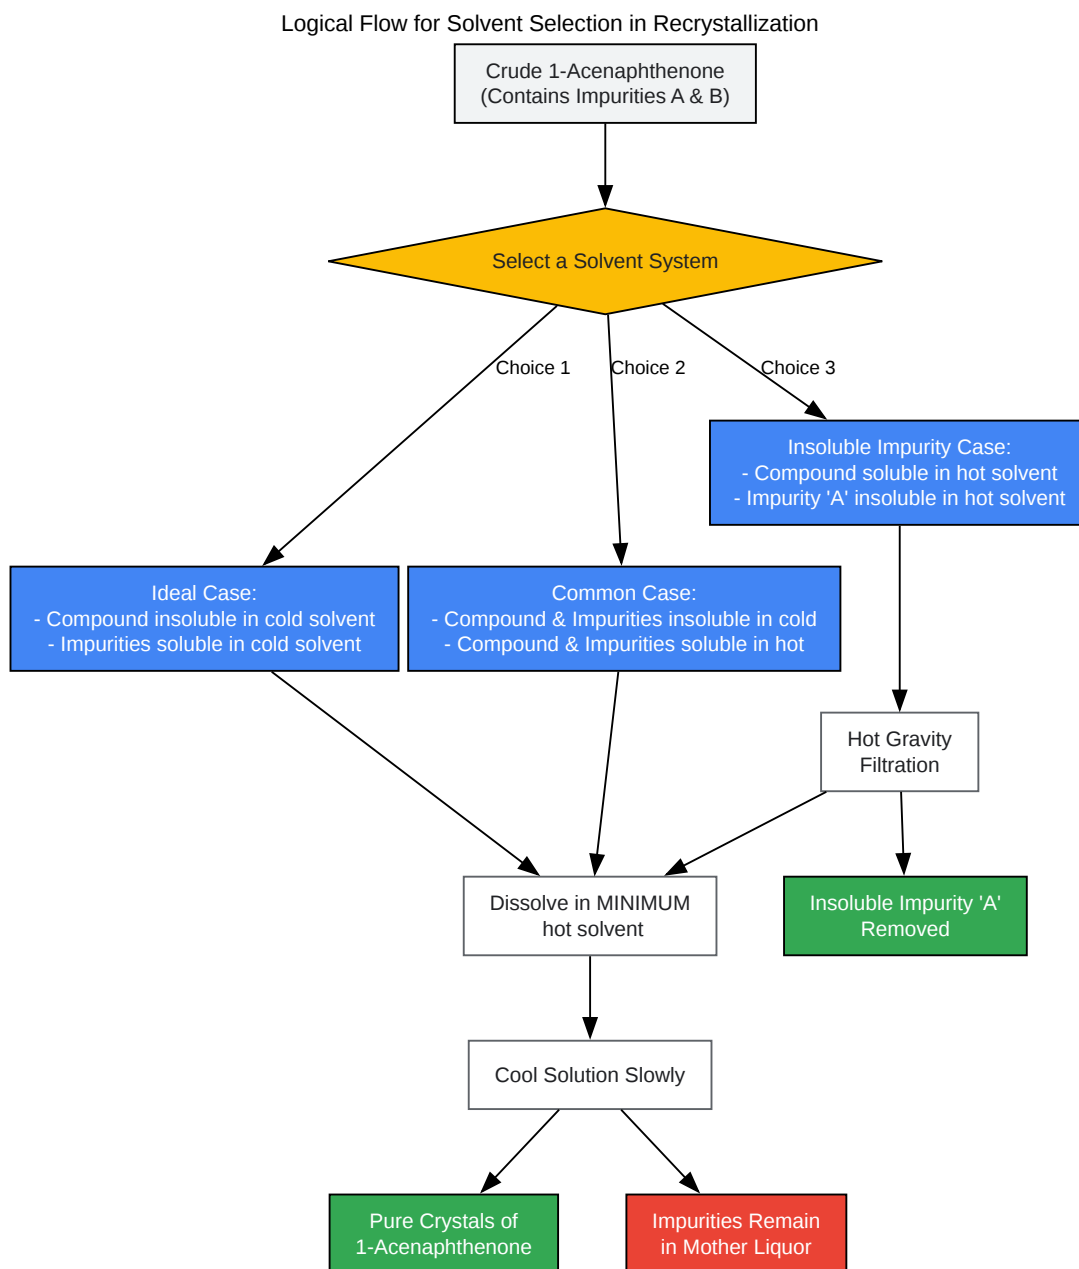 Logical Flow for Solvent Selection in Recrystallization
Crude 1-Acenaphthenone
(Contains Impurities A & B)
Select a Solvent System
Choice 1
Choice 2
Choice 3
Insoluble Impurity Case:
- Compound soluble in hot solvent
- Impurity 'A' insoluble in hot solvent
Ideal Case:
- Compound insoluble in cold solvent
- Impurities soluble in cold solvent
Common Case:
- Compound & Impurities insoluble in cold
- Compound & Impurities soluble in hot
Hot Gravity
Filtration
Dissolve in MINIMUM
hot solvent
Insoluble Impurity 'A'
Removed
Cool Solution Slowly
Pure Crystals of
1-Acenaphthenone
Impurities Remain
in Mother Liquor